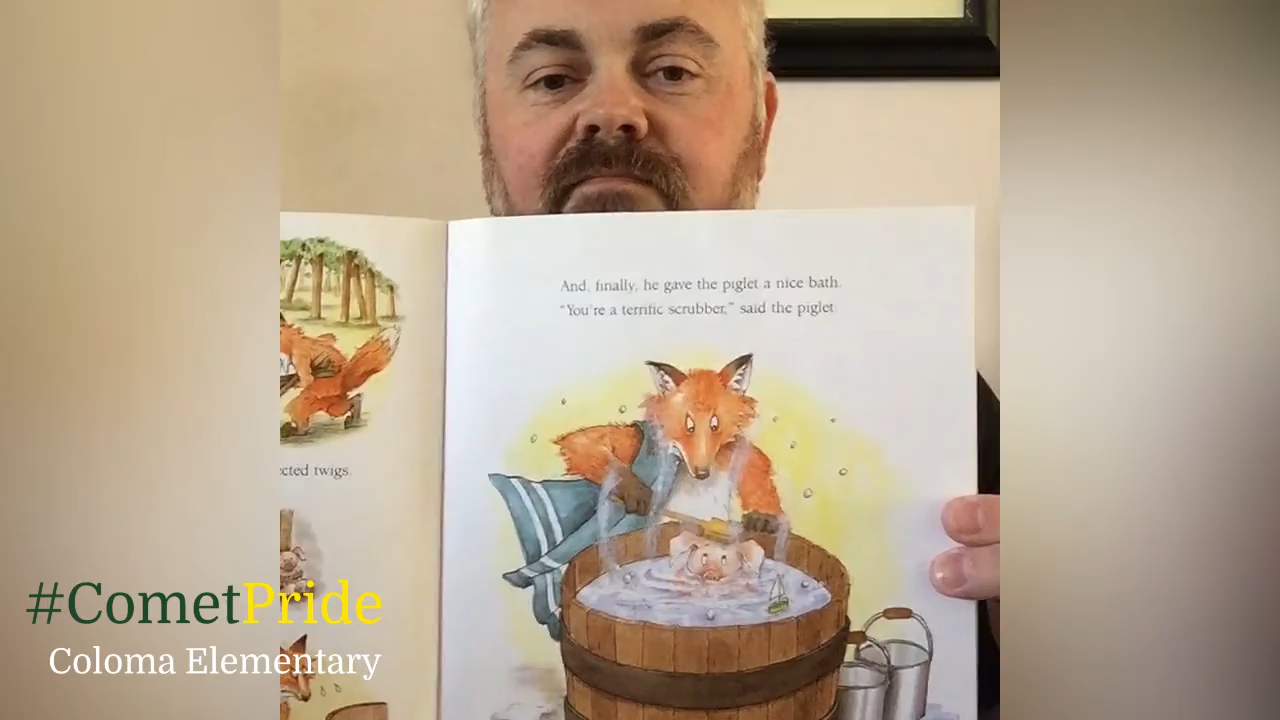 ected twigs.
And, finally, he gave the piglet a nice bath.
"You're a terrific scrubber," said the piglet.
#CometPride
Coloma Elementary